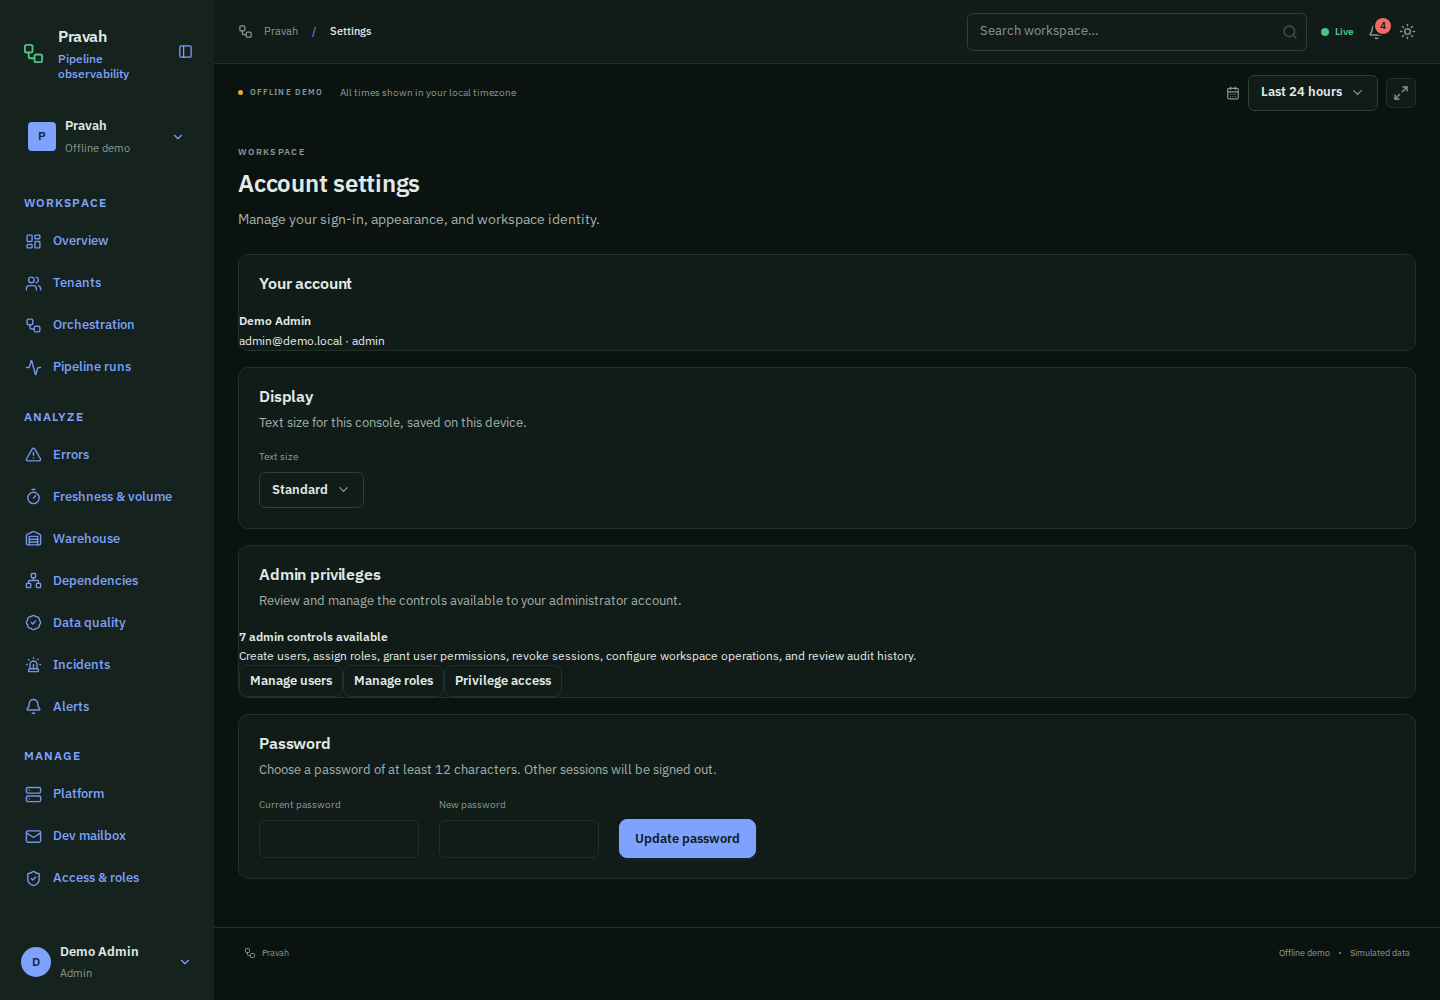 Pravah
Pipeline
observability
P
Pravah
Offline demo
WORKSPACE
Overview
Tenants
Orchestration
Pipeline runs
ANALYZE
Errors
Freshness & volume
Warehouse
Dependencies
Data quality
Incidents
Alerts
MANAGE
Platform
Dev mailbox
Access & roles
D
Demo Admin
Admin
Pravah / Settings
Search workspace...
Live
4
OFFLINE DEMO
All times shown in your local timezone
Last 24 hours
WORKSPACE
Account settings
Manage your sign-in, appearance, and workspace identity.
Your account
Demo Admin
admin@demo.local · admin
Display
Text size for this console, saved on this device.
Text size
Standard
Admin privileges
Review and manage the controls available to your administrator account.
7 admin controls available
Create users, assign roles, grant user permissions, revoke sessions, configure workspace operations, and review audit history.
Manage users Manage roles Privilege access
Password
Choose a password of at least 12 characters. Other sessions will be signed out.
Current password New password
Update password
Pravah
Offline demo · Simulated data